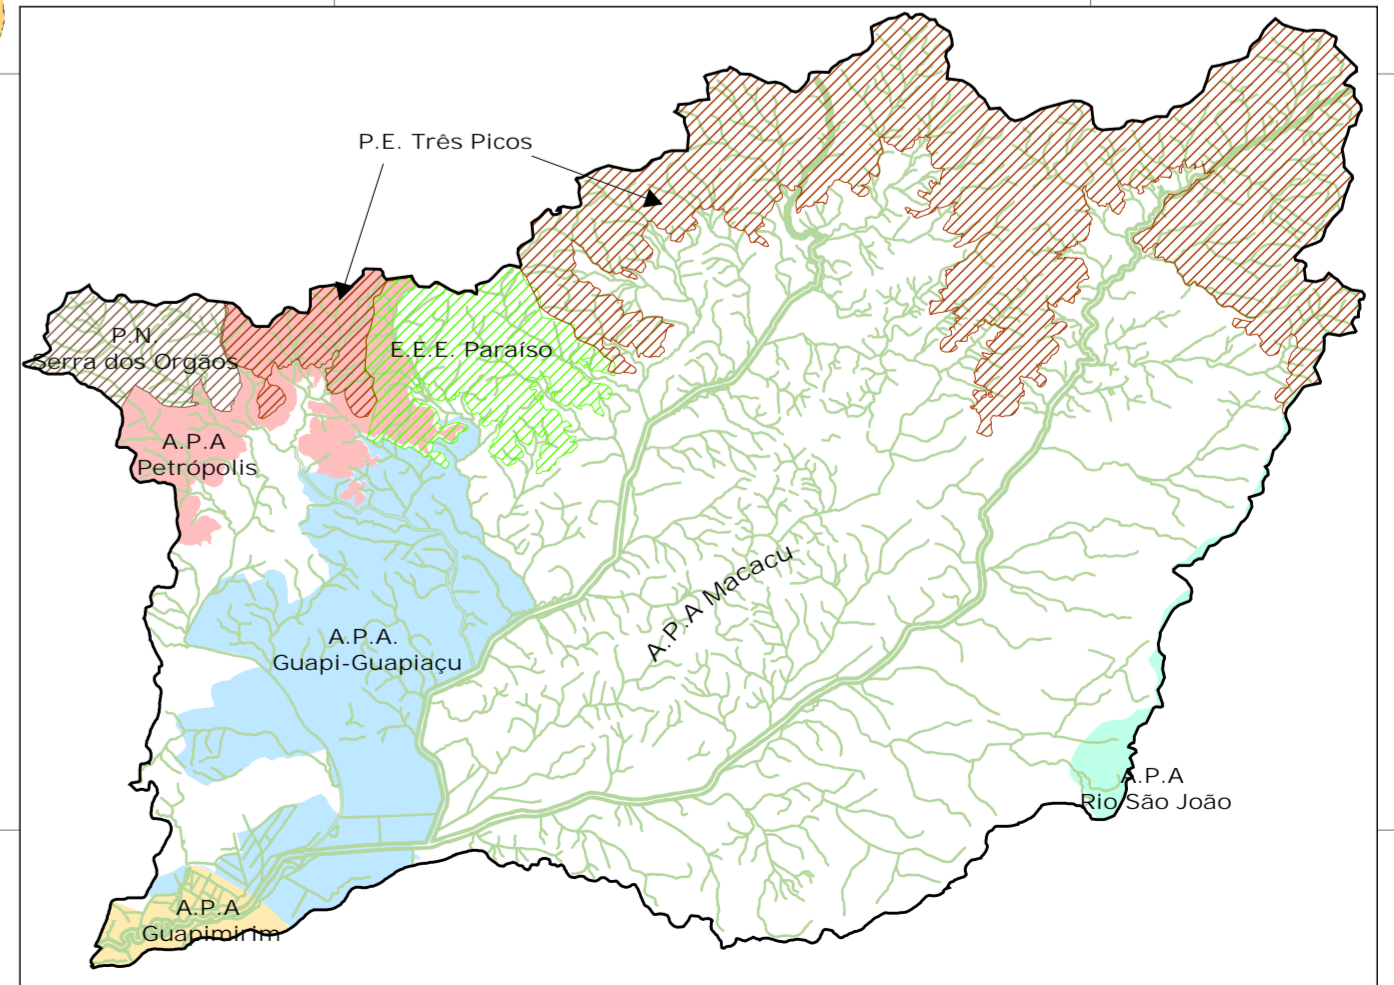 P.E. Três Picos
P.N.
Serra dos Orgãos
E.E.E. Paraíso
A.P.A
Petrópolis
A.P.A Macacu
A.P.A.
Guapi-Guapiaçu
A.P.A
Rio São João
A.P.A
Guapimirim